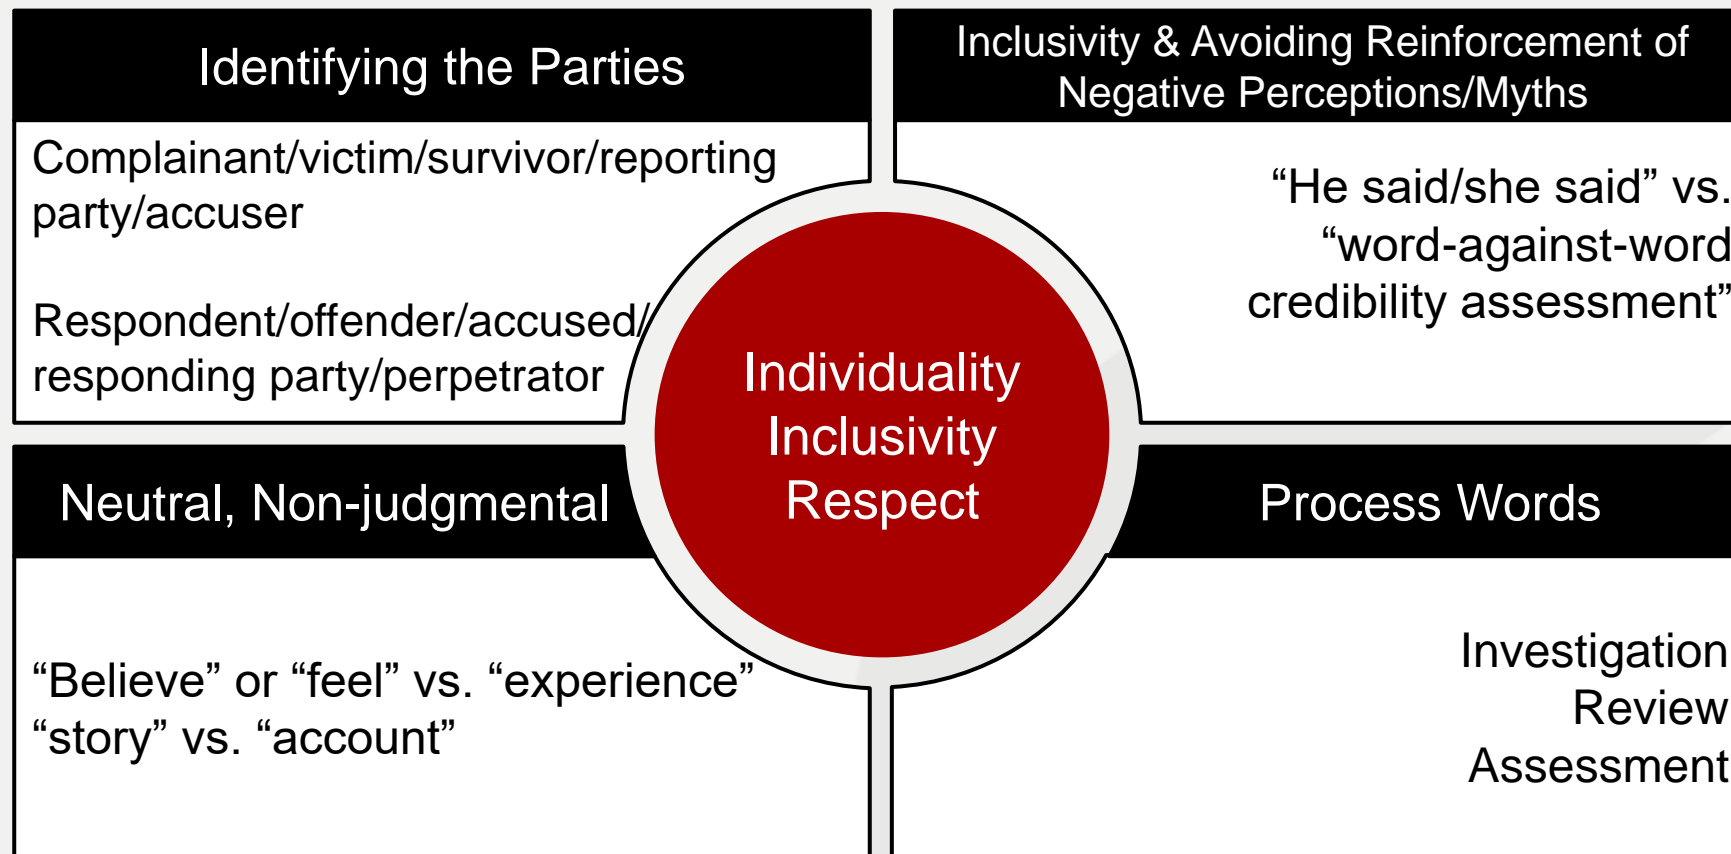 Identifying the Parties
Complainant/victim/survivor/reporting
party/accuser
Respondent/offender/accused/
responding party/perpetrator
Inclusivity & Avoiding Reinforcement of
Negative Perceptions/Myths
“He said/she said” vs.
“word-against-word
credibility assessment”
Individuality
Inclusivity
Respect
Neutral, Non-judgmental
“Believe” or “feel” vs. “experience”
“story” vs. “account”
Process Words
Investigation
Review
Assessment